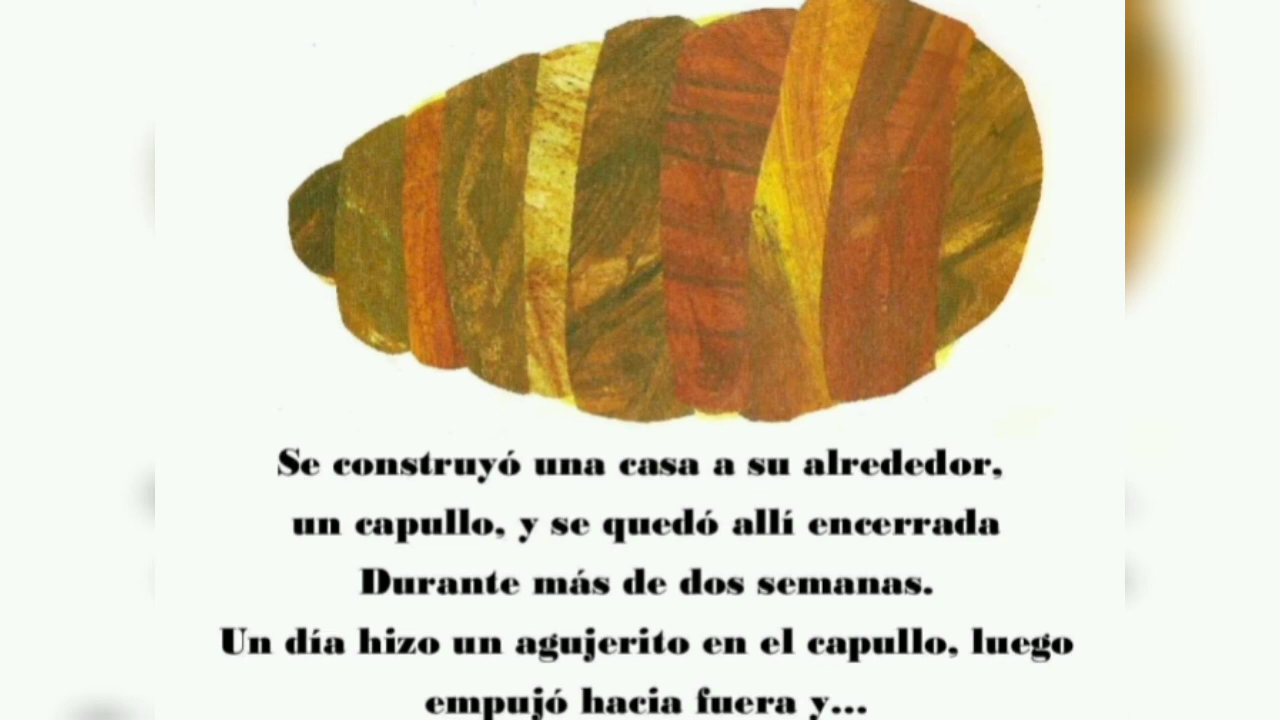 Se construyó una casa a su alrededor,
un capullo, y se quedó allí encerrada
Durante más de dos semanas.
Un día hizo un agujerito en el capullo, luego
empujó hacia fuera y...